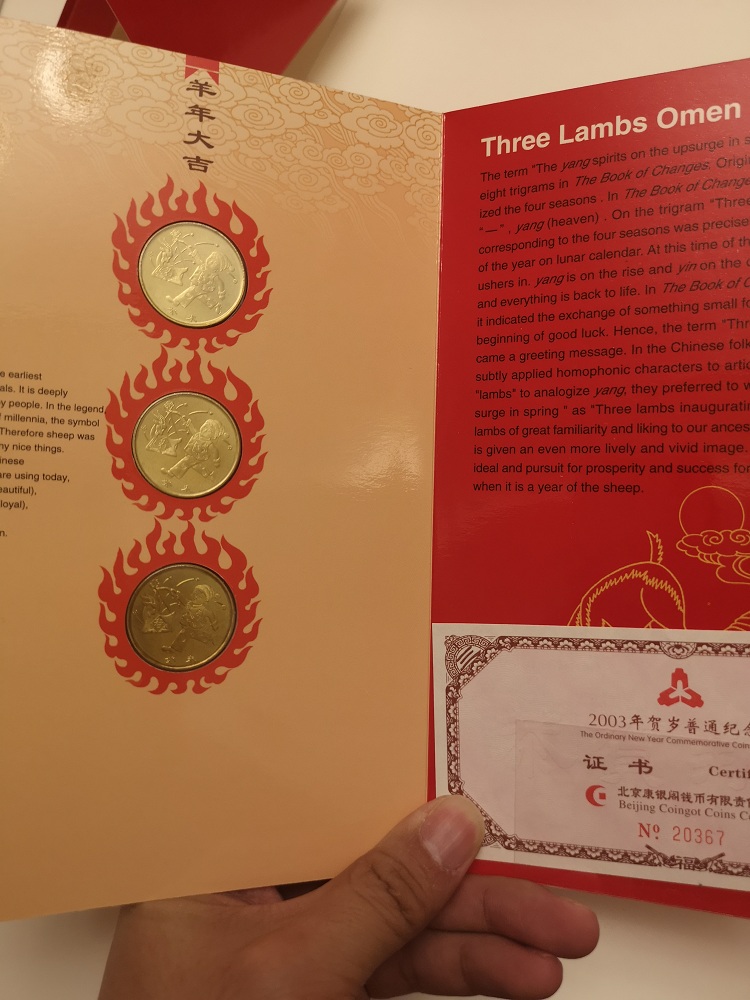 羊年大吉
e earliest
als. It is deeply
y people. In the legend,
f millennia, the symbol
Therefore sheep was
ny nice things.
inese
are using today,
eautiful),
loyal),
n.
Three Lambs Omen
The term "The yang spirits on the upsurge in s
eight trigrams in The Book of Changes. Origi
ized the four seasons . In The Book of Change
"—" , yang (heaven) . On the trigram "Three
corresponding to the four seasons was precise
of the year on lunar calendar. At this time of th
ushers in. yang is on the rise and yin on the
and everything is back to life. In The Book of C
it indicated the exchange of something small fo
beginning of good luck. Hence, the term "Thr
came a greeting message. In the Chinese folk
subtly applied homophonic characters to artic
"lambs" to analogize yang, they preferred to w
surge in spring " as "Three lambs inaugurati
lambs of great familiarity and liking to our ances
is given an even more lively and vivid image.
ideal and pursuit for prosperity and success for
when it is a year of the sheep.
2003年贺岁普通纪念
The Ordinary New Year Commemorative Coin
证书 Certif
北京康银阁钱币有限责
Beijing Coingot Coins C
Nº 20367
福